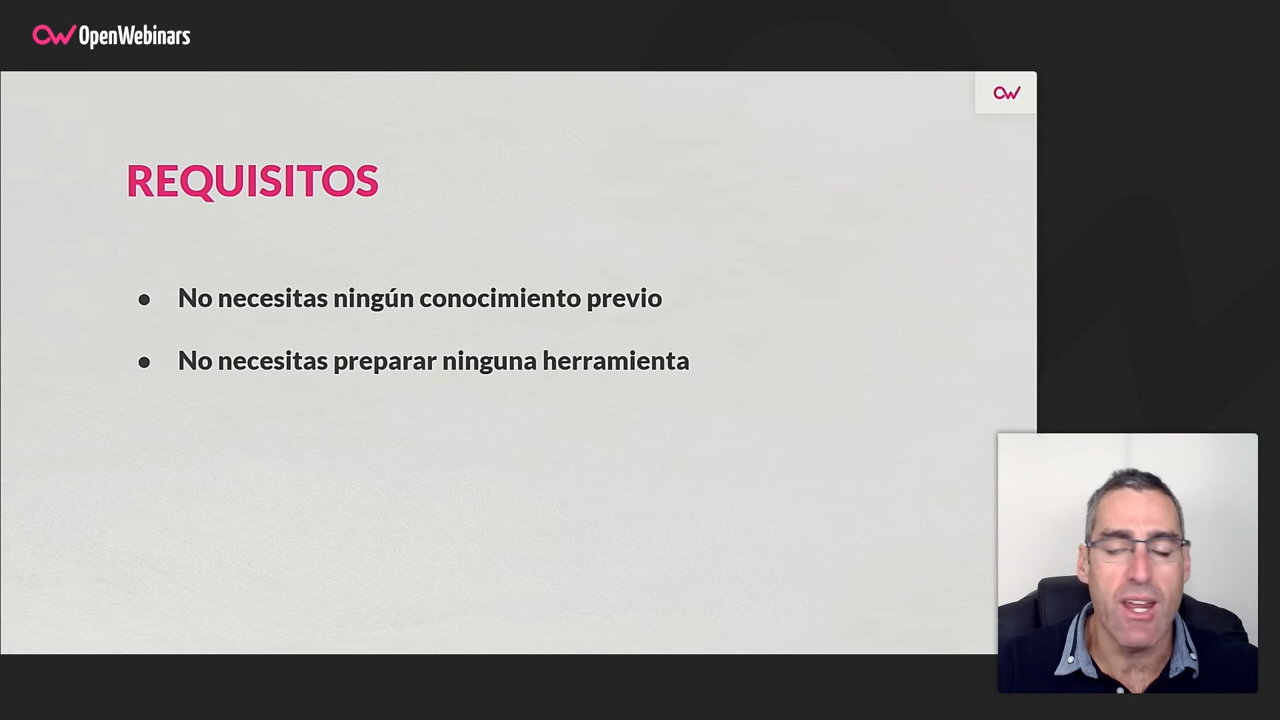 OpenWebinars
REQUISITOS
● No necesitas ningún conocimiento previo
● No necesitas preparar ninguna herramienta